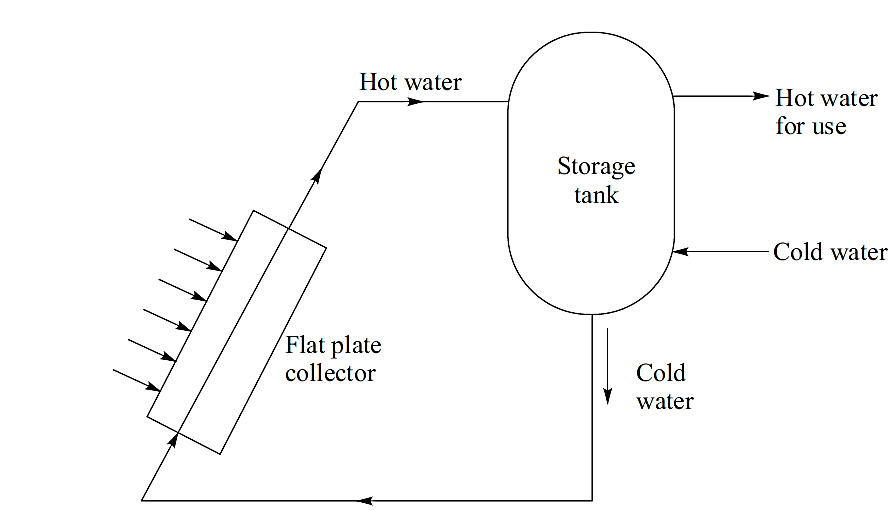 Hot water
Hot water
for use
Storage
tank
Cold water
Flat plate
collector
Cold
water